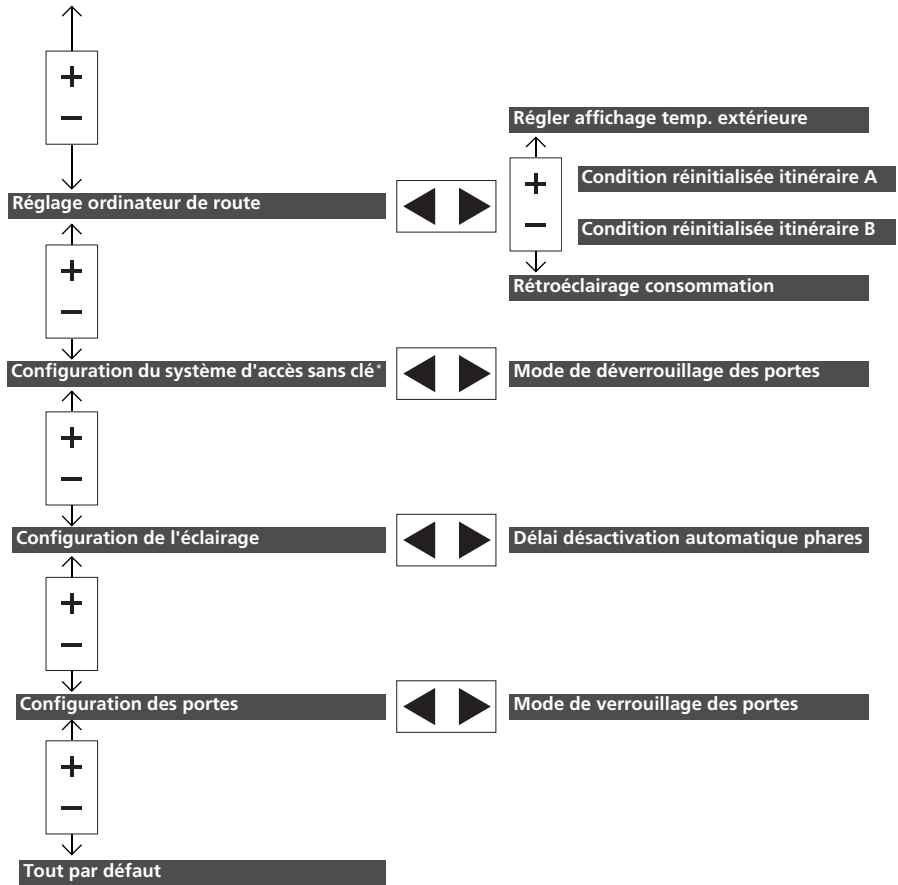 +
−
Régler affichage temp. extérieure
+
Condition réinitialisée itinéraire A
Réglage ordinateur de route
−
Condition réinitialisée itinéraire B
+
−
Rétroéclairage consommation
Configuration du système d'accès sans clé*
Mode de déverrouillage des portes
+
−
Configuration de l'éclairage
Délai désactivation automatique phares
+
−
Configuration des portes
Mode de verrouillage des portes
+
−
Tout par défaut